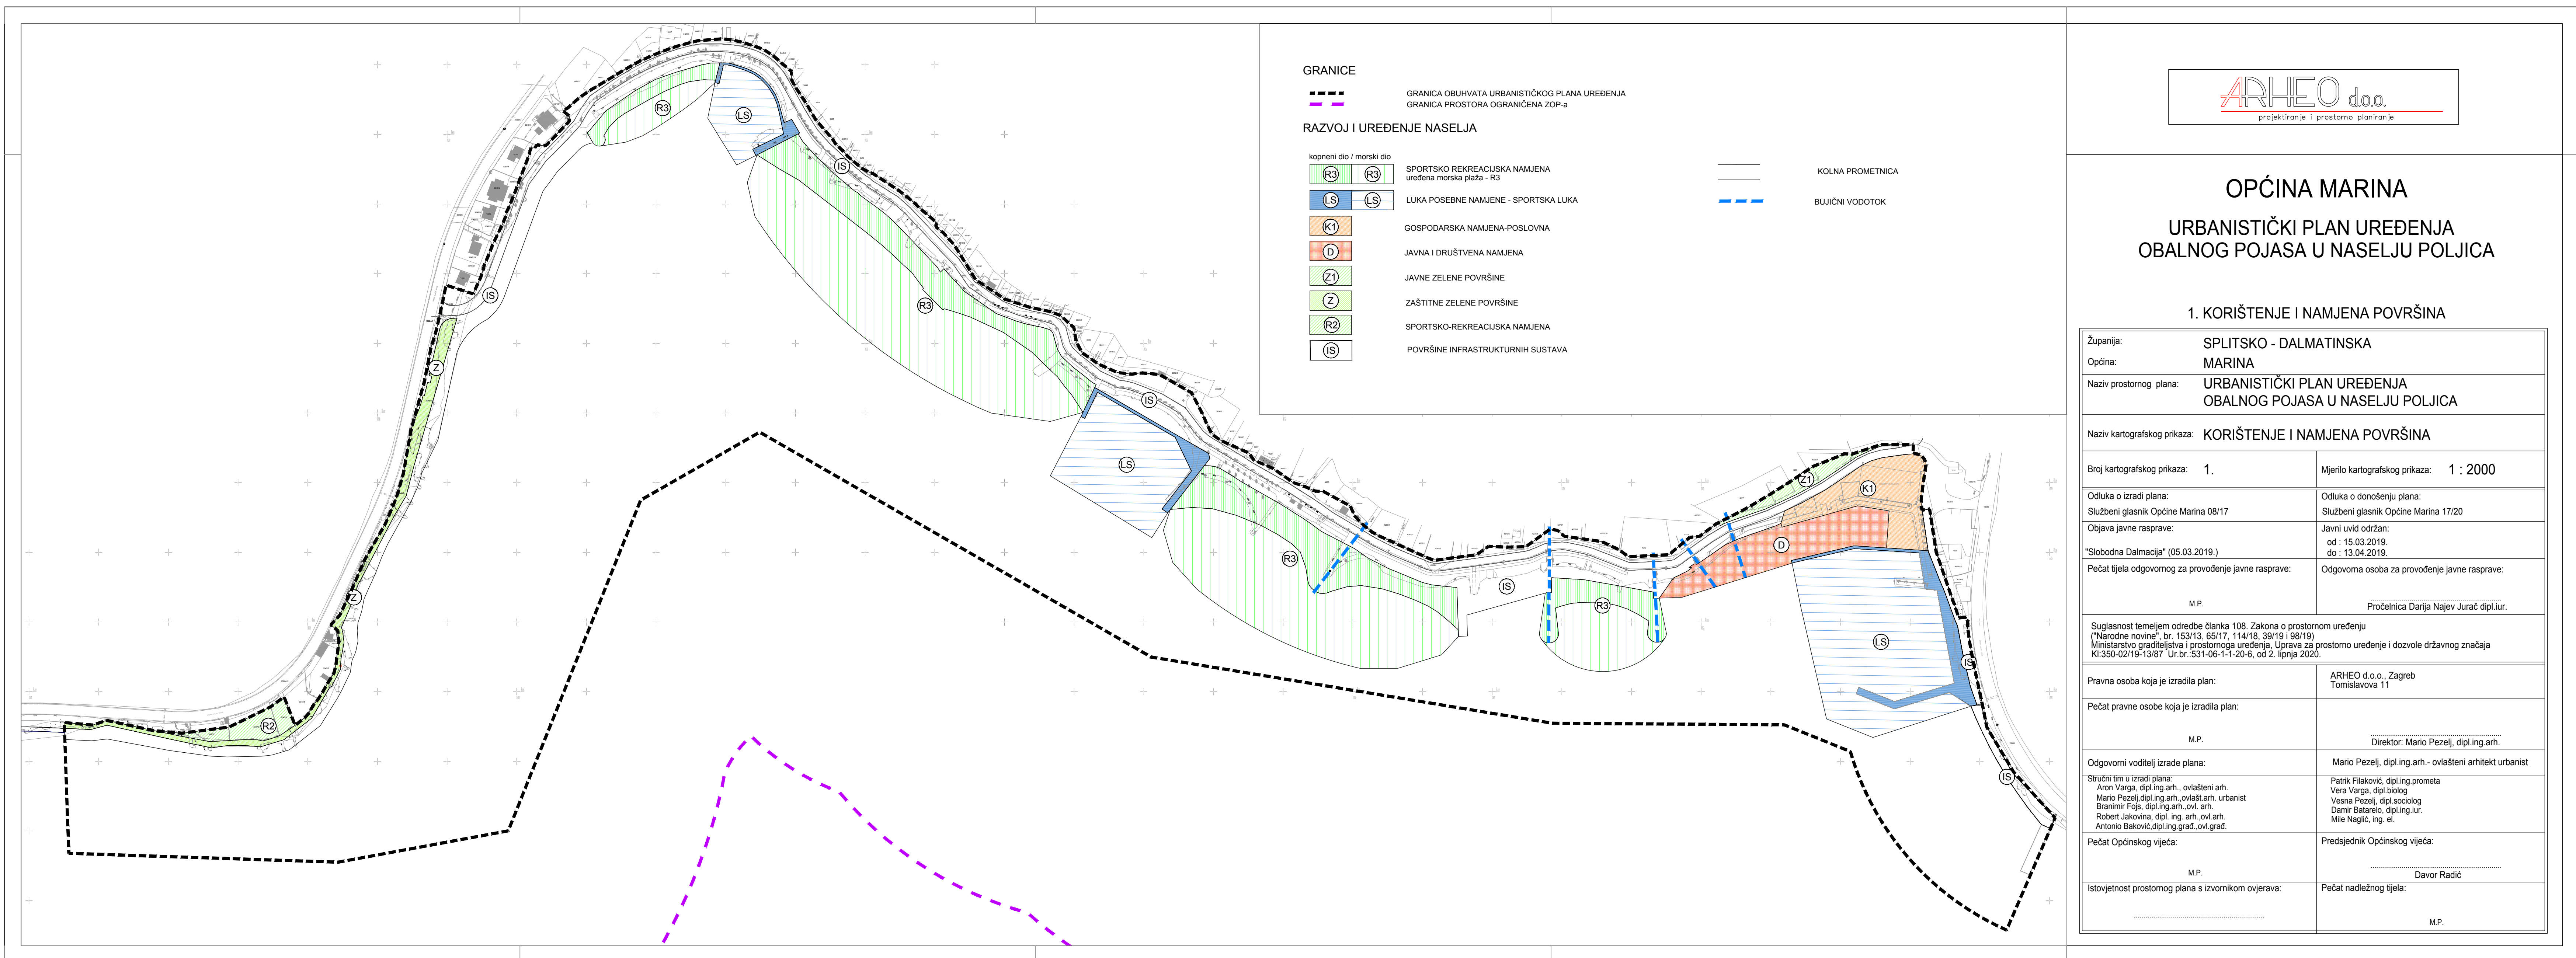 GRANICE
GRANICA OBUHVATA URBANISTIČKOG PLANA UREĐENJA
GRANICA PROSTORA OGRANIČENA ZOP-a
RAZVOJ I UREĐENJE NASELJA
kopneni dio / morski dio
R3 R3 SPORTSKO REKREACIJSKA NAMJENA
uređena morska plaža - R3
LS LS LUKA POSEBNE NAMJENE - SPORTSKA LUKA
K1 GOSPODARSKA NAMJENA-POSLOVNA
D JAVNA I DRUŠTVENA NAMJENA
Z1 JAVNE ZELENE POVRŠINE
Z ZAŠTITNE ZELENE POVRŠINE
R2 SPORTSKO-REKREACIJSKA NAMJENA
IS POVRŠINE INFRASTRUKTURNIH SUSTAVA
KOLNA PROMETNICA
BUJIČNI VODOTOK
R3
LS
IS
IS
R3
Z
IS
LS
Z1
K1
D
R3
IS
R3
Z
LS
IS
R2
IS
ARHEO d.o.o.
projektiranje i prostorno planiranje
OPĆINA MARINA
URBANISTIČKI PLAN UREĐENJA
OBALNOG POJASA U NASELJU POLJICA
1. KORIŠTENJE I NAMJENA POVRŠINA
Županija: SPLITSKO - DALMATINSKA
Općina: MARINA
Naziv prostornog plana: URBANISTIČKI PLAN UREĐENJA
OBALNOG POJASA U NASELJU POLJICA
Naziv kartografskog prikaza: KORIŠTENJE I NAMJENA POVRŠINA
Broj kartografskog prikaza: 1. Mjerilo kartografskog prikaza: 1 : 2000
Odluka o izradi plana:
Službeni glasnik Općine Marina 08/17
Odluka o donošenju plana:
Službeni glasnik Općine Marina 17/20
Objava javne rasprave:
"Slobodna Dalmacija" (05.03.2019.)
Javni uvid održan:
od : 15.03.2019.
do : 13.04.2019.
Pečat tijela odgovornog za provođenje javne rasprave:
M.P.
Odgovorna osoba za provođenje javne rasprave:
Pročelnica Darija Najev Jurač dipl.iur.
Suglasnost temeljem odredbe članka 108. Zakona o prostornom uređenju
("Narodne novine", br. 153/13, 65/17, 114/18, 39/19 i 98/19)
Ministarstvo graditeljstva i prostornoga uređenja, Uprava za prostorno uređenje i dozvole državnog značaja
Kl:350-02/19-13/87 Ur.br.:531-06-1-1-20-6, od 2. lipnja 2020.
Pravna osoba koja je izradila plan:
ARHEO d.o.o., Zagreb
Tomislavova 11
Pečat pravne osobe koja je izradila plan:
M.P.
Direktor: Mario Pezelj, dipl.ing.arh.
Odgovorni voditelj izrade plana: Mario Pezelj, dipl.ing.arh.- ovlašteni arhitekt urbanist
Stručni tim u izradi plana:
Aron Varga, dipl.ing.arh., ovlašteni arh.
Mario Pezelj,dipl.ing.arh.,ovlašt.arh. urbanist
Branimir Fojs, dipl.ing.arh.,ovl. arh.
Robert Jakovina, dipl. ing. arh.,ovl.arh.
Antonio Baković,dipl.ing.građ.,ovl.građ.
Patrik Filaković, dipl.ing.prometa
Vera Varga, dipl.biolog
Vesna Pezelj, dipl.sociolog
Damir Batarelo, dipl.ing.iur.
Mile Naglić, ing. el.
Pečat Općinskog vijeća:
M.P.
Predsjednik Općinskog vijeća:
Davor Radić
Istovjetnost prostornog plana s izvornikom ovjerava:
Pečat nadležnog tijela:
M.P.